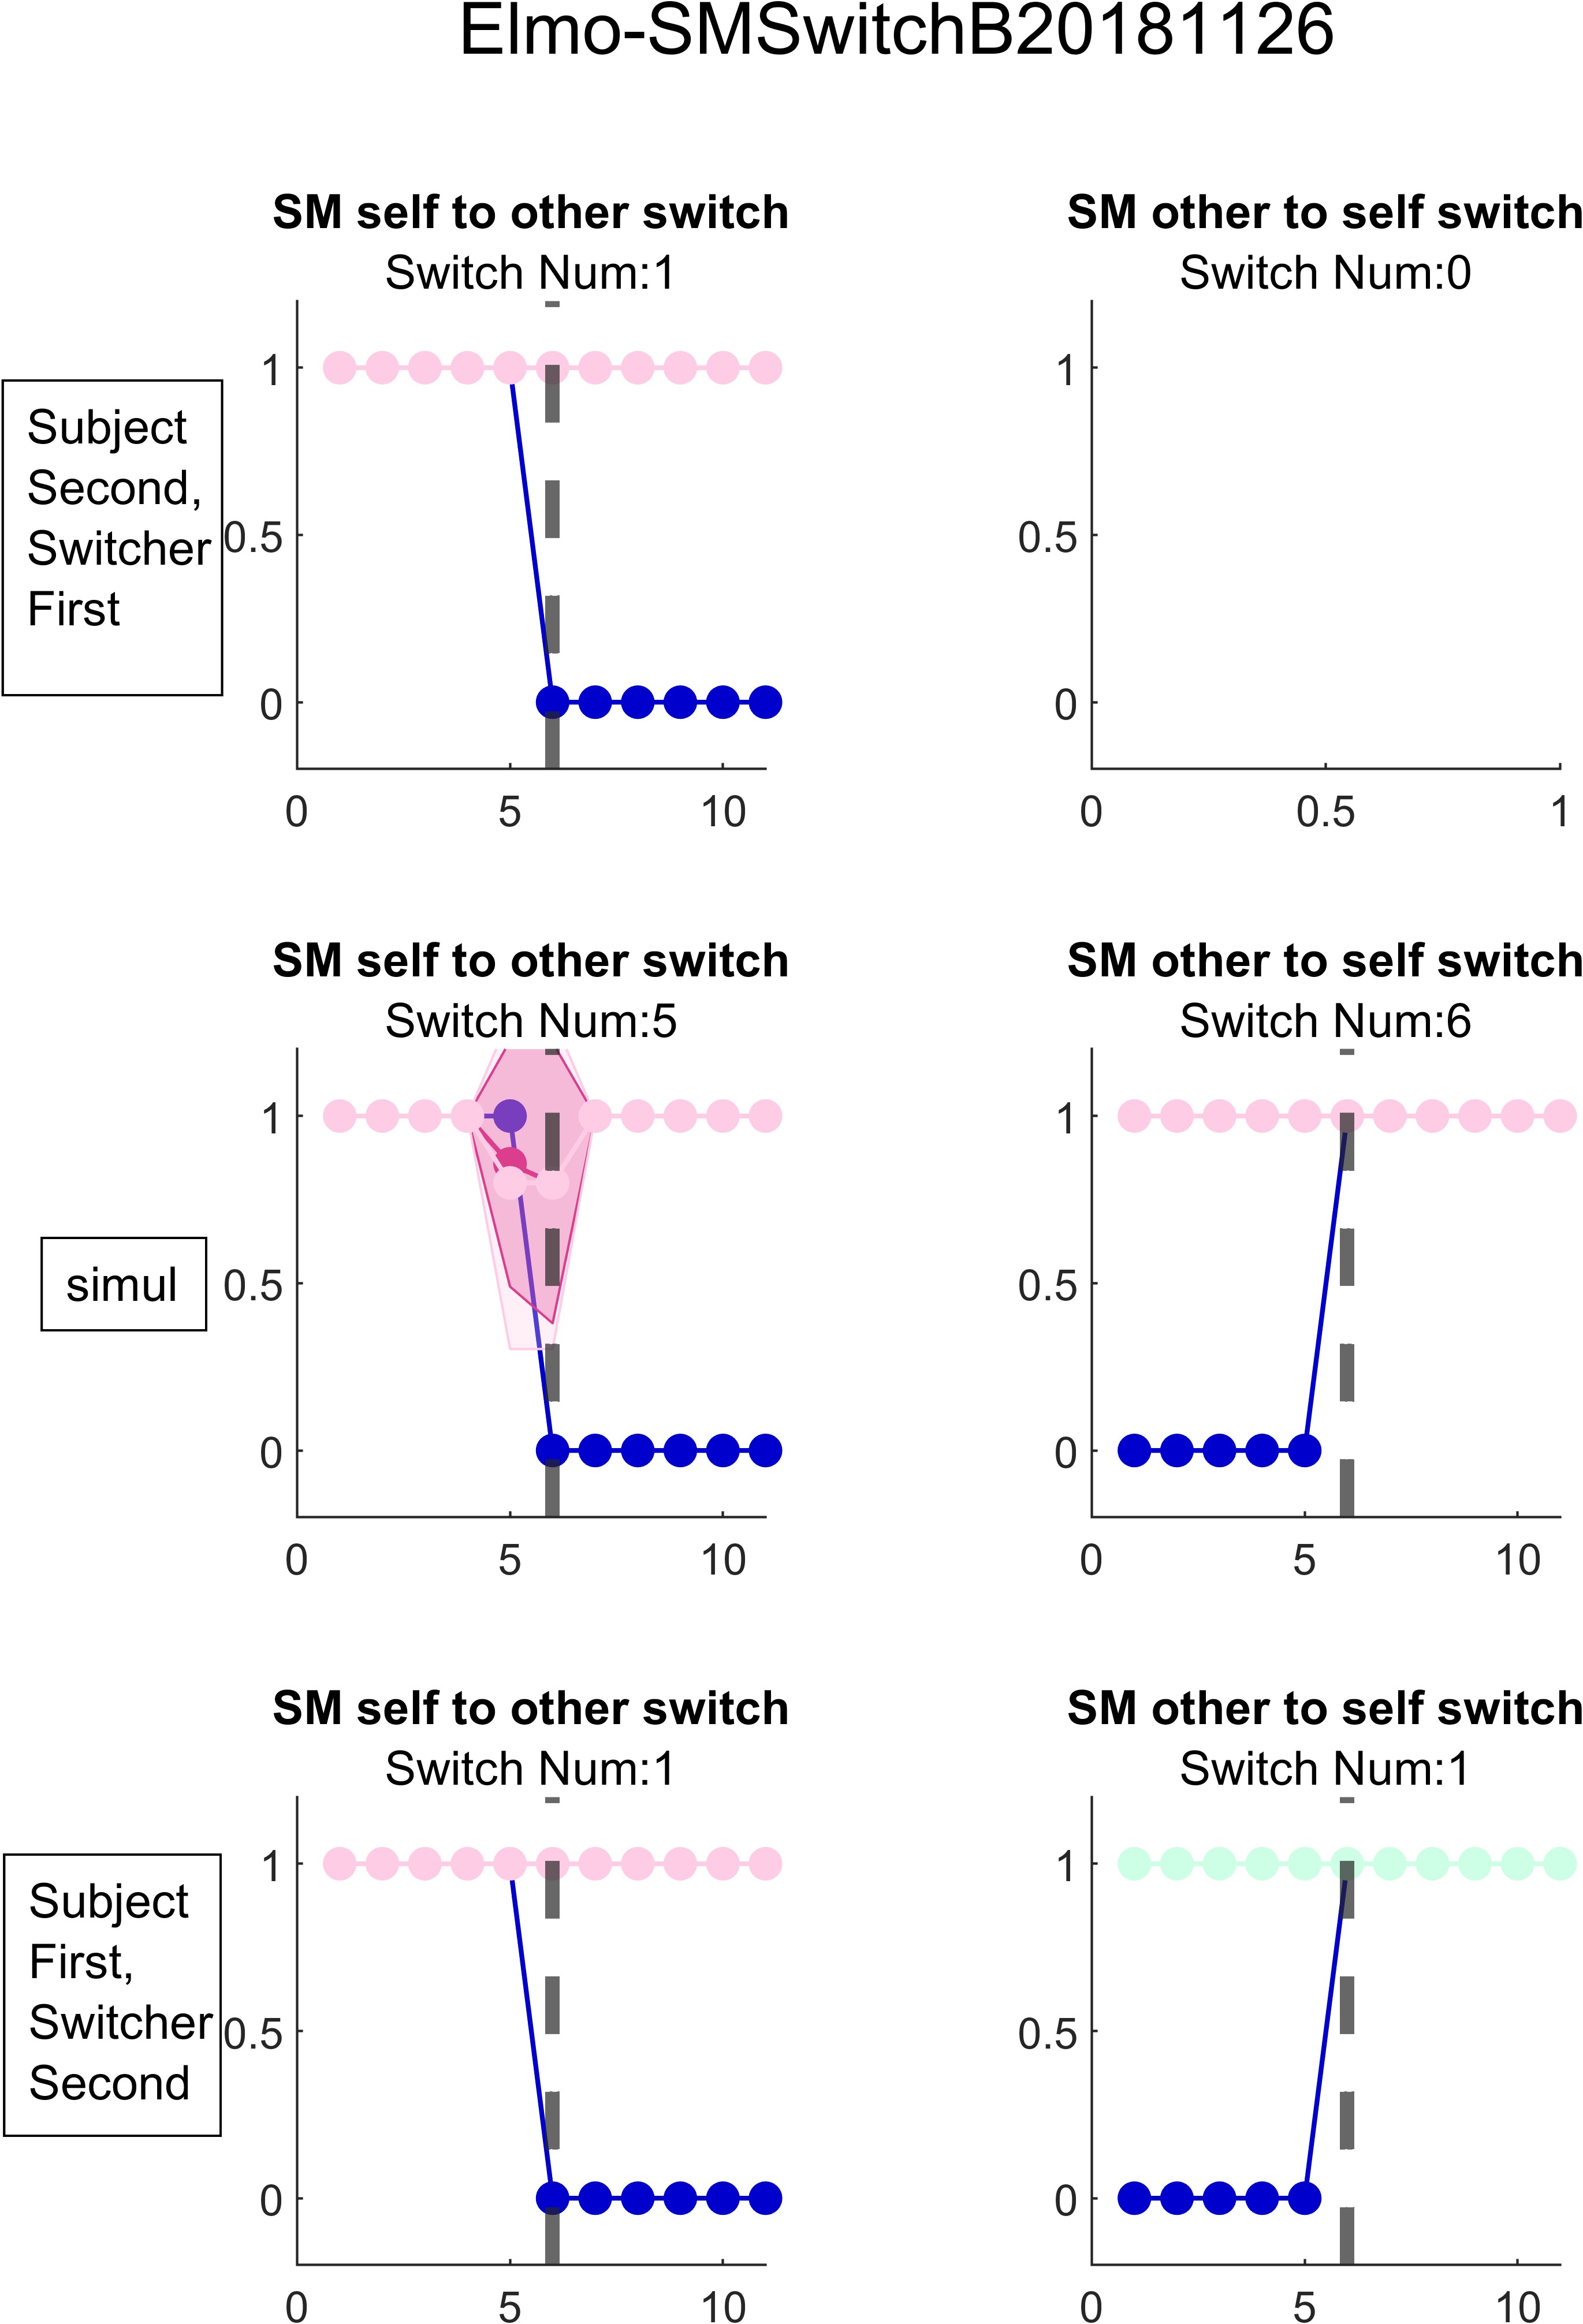 Elmo-SMSwitchB20181126
SM self to other switch
Switch Num:1
SM other to self switch
Switch Num:0
Subject
Second,
Switcher
First
1
0.5
0
0 5 10
1
0.5
0
0 0.5 1
SM self to other switch
Switch Num:5
SM other to self switch
Switch Num:6
simul
1
0.5
0
0 5 10
1
0.5
0
0 5 10
SM self to other switch
Switch Num:1
SM other to self switch
Switch Num:1
Subject
First,
Switcher
Second
1
0.5
0
0 5 10
1
0.5
0
0 5 10